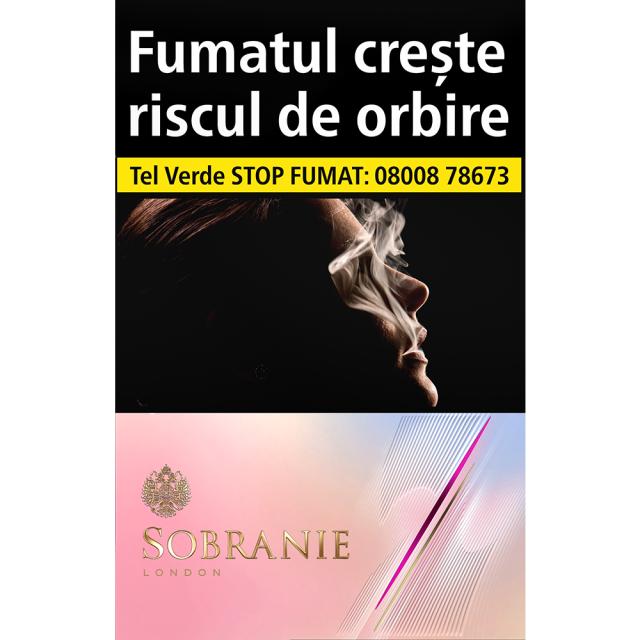 Fumatul crește
riscul de orbire
Tel Verde STOP FUMAT: 08008 78673
SOBRANIE
LONDON